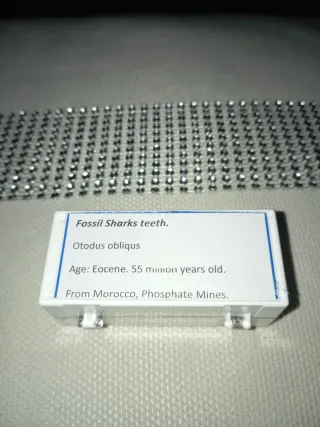 Fossil Sharks teeth.
Otodus obliqus
Age: Eocene. 55 million years old.
From Morocco, Phosphate Mines.